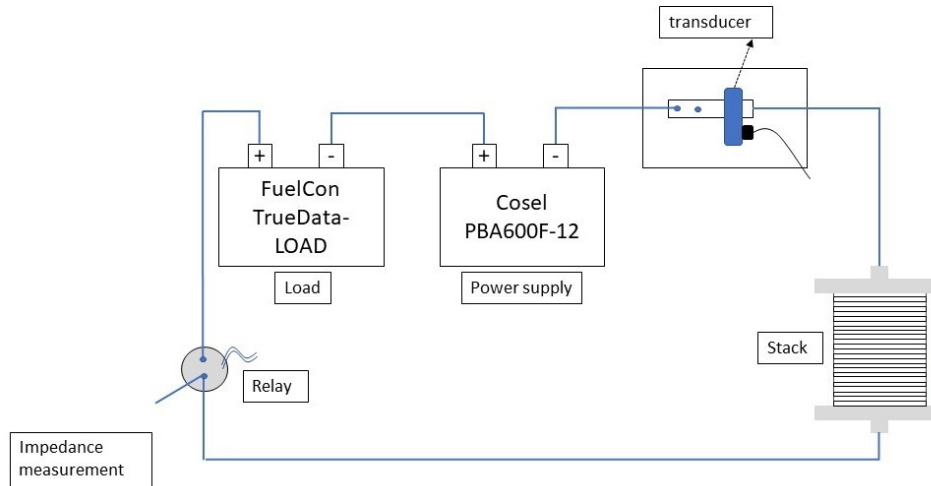 transducer
+
-
+
-
FuelCon
TrueData-
LOAD
Cosel
PBA600F-12
Load
Power supply
Stack
Relay
Impedance
measurement